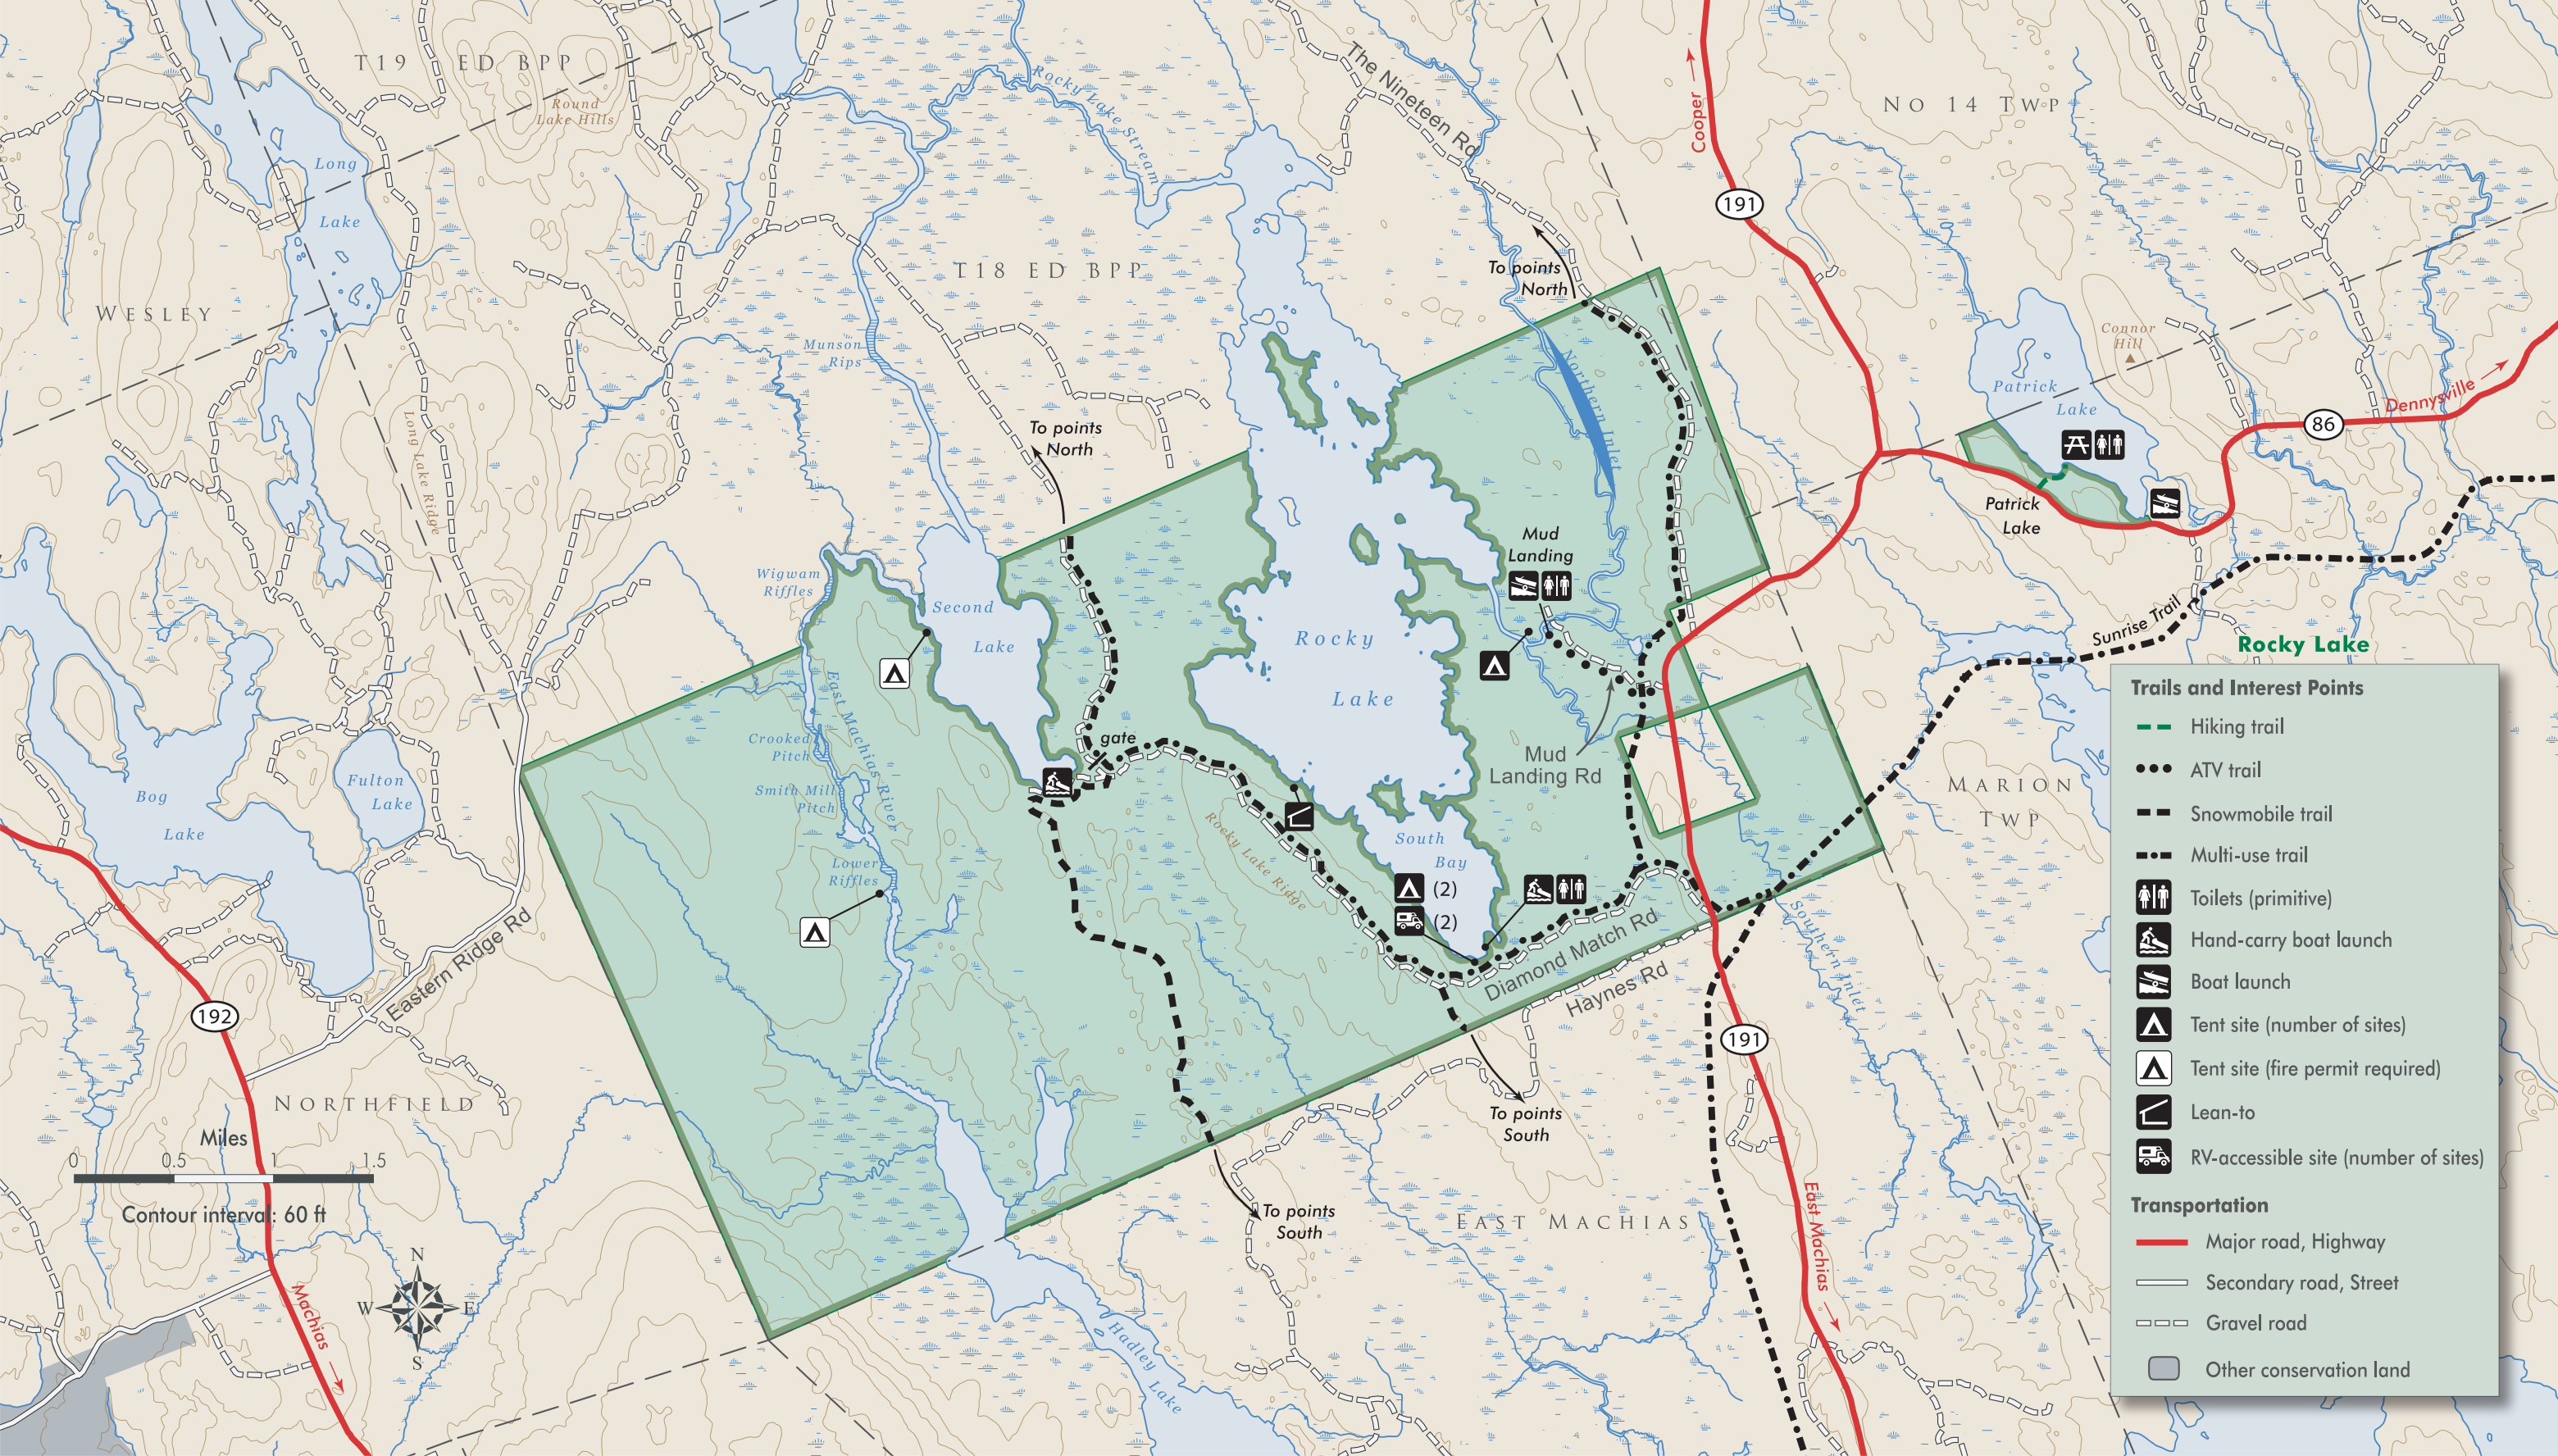 T19 ED BPP
Round
Lake Hills
Long
Lake
Rocky Lake Stream
The Nineteen Rd
Cooper
191
No 14 Twp
Wesley
T18 ED BPP
To points
North
Munson
Rips
Connor
Hill
Patrick
Lake
Dennysville
86
Long Lake Ridge
To points
North
Northern Inlet
Patrick
Lake
Mud
Landing
Wigwam
Riffles
Second
Lake
Rocky
Lake
Sunrise Trail
East Machias River
Crooked
Pitch
Smith Mill
Pitch
gate
Mud
Landing Rd
Bog
Lake
Fulton
Lake
Marion
Twp
Rocky Lake Ridge
South
Bay
Lower
Riffles
(2)
(2)
Eastern Ridge Rd
Diamond Match Rd
Haynes Rd
Southern Inlet
192
191
Northfield
To points
South
To points
South
East Machias
East Machias
Miles
0 0.5 1 1.5
Contour interval: 60 ft
N
W E
S
Machias
Hadley Lake
Rocky Lake
Trails and Interest Points
Hiking trail
ATV trail
Snowmobile trail
Multi-use trail
Toilets (primitive)
Hand-carry boat launch
Boat launch
Tent site (number of sites)
Tent site (fire permit required)
Lean-to
RV-accessible site (number of sites)
Transportation
Major road, Highway
Secondary road, Street
Gravel road
Other conservation land